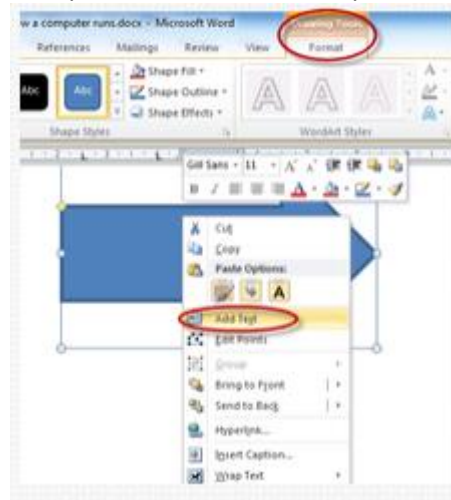 w a computer runs.docx - Microsoft Word
Drawing Tools
References Mailings Review View Format
Abc Abc
Shape Fill
Shape Outline
Shape Effects
A A A A
Shape Styles WordArt Styles
Gill Sans 11 A A
B I A
Cut
Copy
Paste Options:
A
Add Text
Edit Points
Group
Bring to Front
Send to Back
Hyperlink...
Insert Caption...
Wrap Text